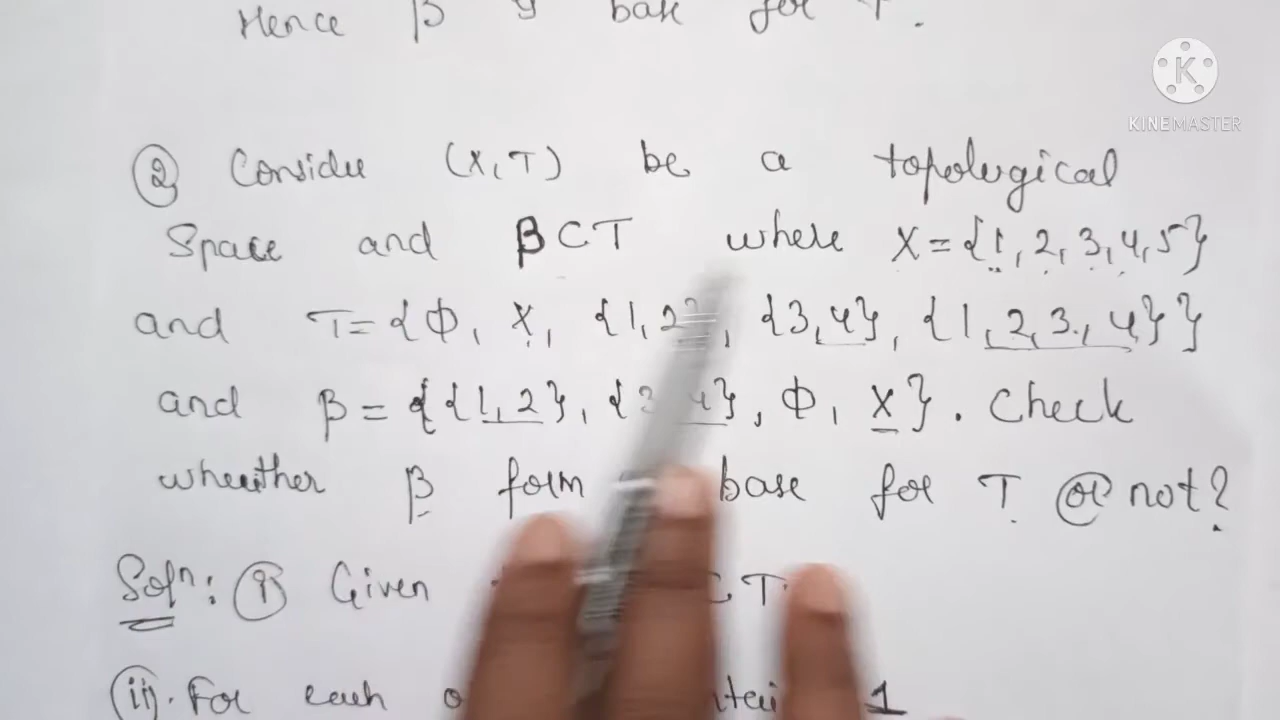 Hence β is base for T.
KINEMASTER
② Consider (X, T) be a topological
Space and β ⊂ T where X = {1, 2, 3, 4, 5}
and T = {ϕ, X, {1, 2}, {3, 4}, {1, 2, 3, 4}}
and β = {{1, 2}, {3, 4}, ϕ, X}. Check
wheither β form base for T or not?
Solⁿ: (i) Given ⊂ T
(ii). For each 1